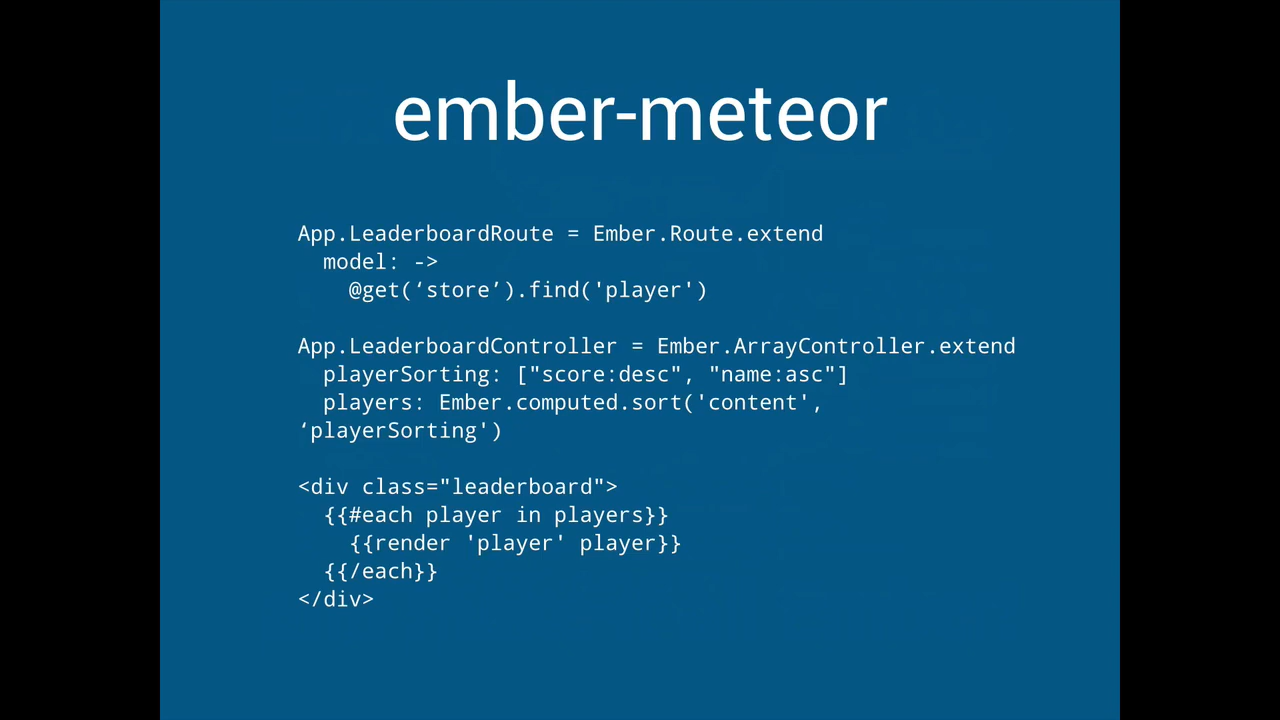 ember-meteor
App.LeaderboardRoute = Ember.Route.extend
  model: ->
    @get(‘store’).find('player')
App.LeaderboardController = Ember.ArrayController.extend
  playerSorting: ["score:desc", "name:asc"]
  players: Ember.computed.sort('content',
‘playerSorting')
<div class="leaderboard">
  {{#each player in players}}
    {{render 'player' player}}
  {{/each}}
</div>